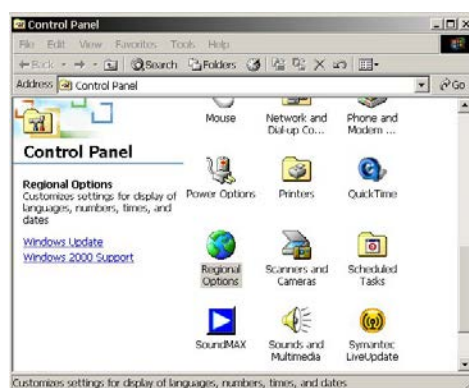 Control Panel
File Edit View Favorites Tools Help
Back Search Folders
Address Control Panel Go
Mouse Network and Dial-up Co... Phone and Modem ...
Control Panel
Regional Options
Customizes settings for display of
languages, numbers, times, and
dates
Windows Update
Windows 2000 Support
Power Options Printers QuickTime
Regional Options Scanners and Cameras Scheduled Tasks
SoundMAX Sounds and Multimedia Symantec LiveUpdate
Customizes settings for display of languages, numbers, times, and dates